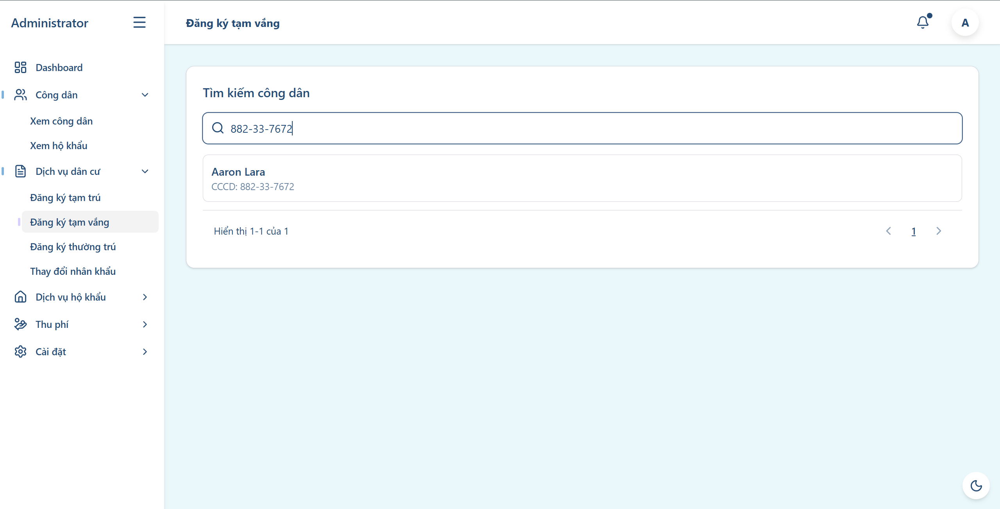 Administrator
Dashboard
Công dân
Xem công dân
Xem hộ khẩu
Dịch vụ dân cư
Đăng ký tạm trú
Đăng ký tạm vắng
Đăng ký thường trú
Thay đổi nhân khẩu
Dịch vụ hộ khẩu
Thu phí
Cài đặt
Đăng ký tạm vắng
A
Tìm kiếm công dân
882-33-7672
Aaron Lara
CCCD: 882-33-7672
Hiển thị 1-1 của 1
1